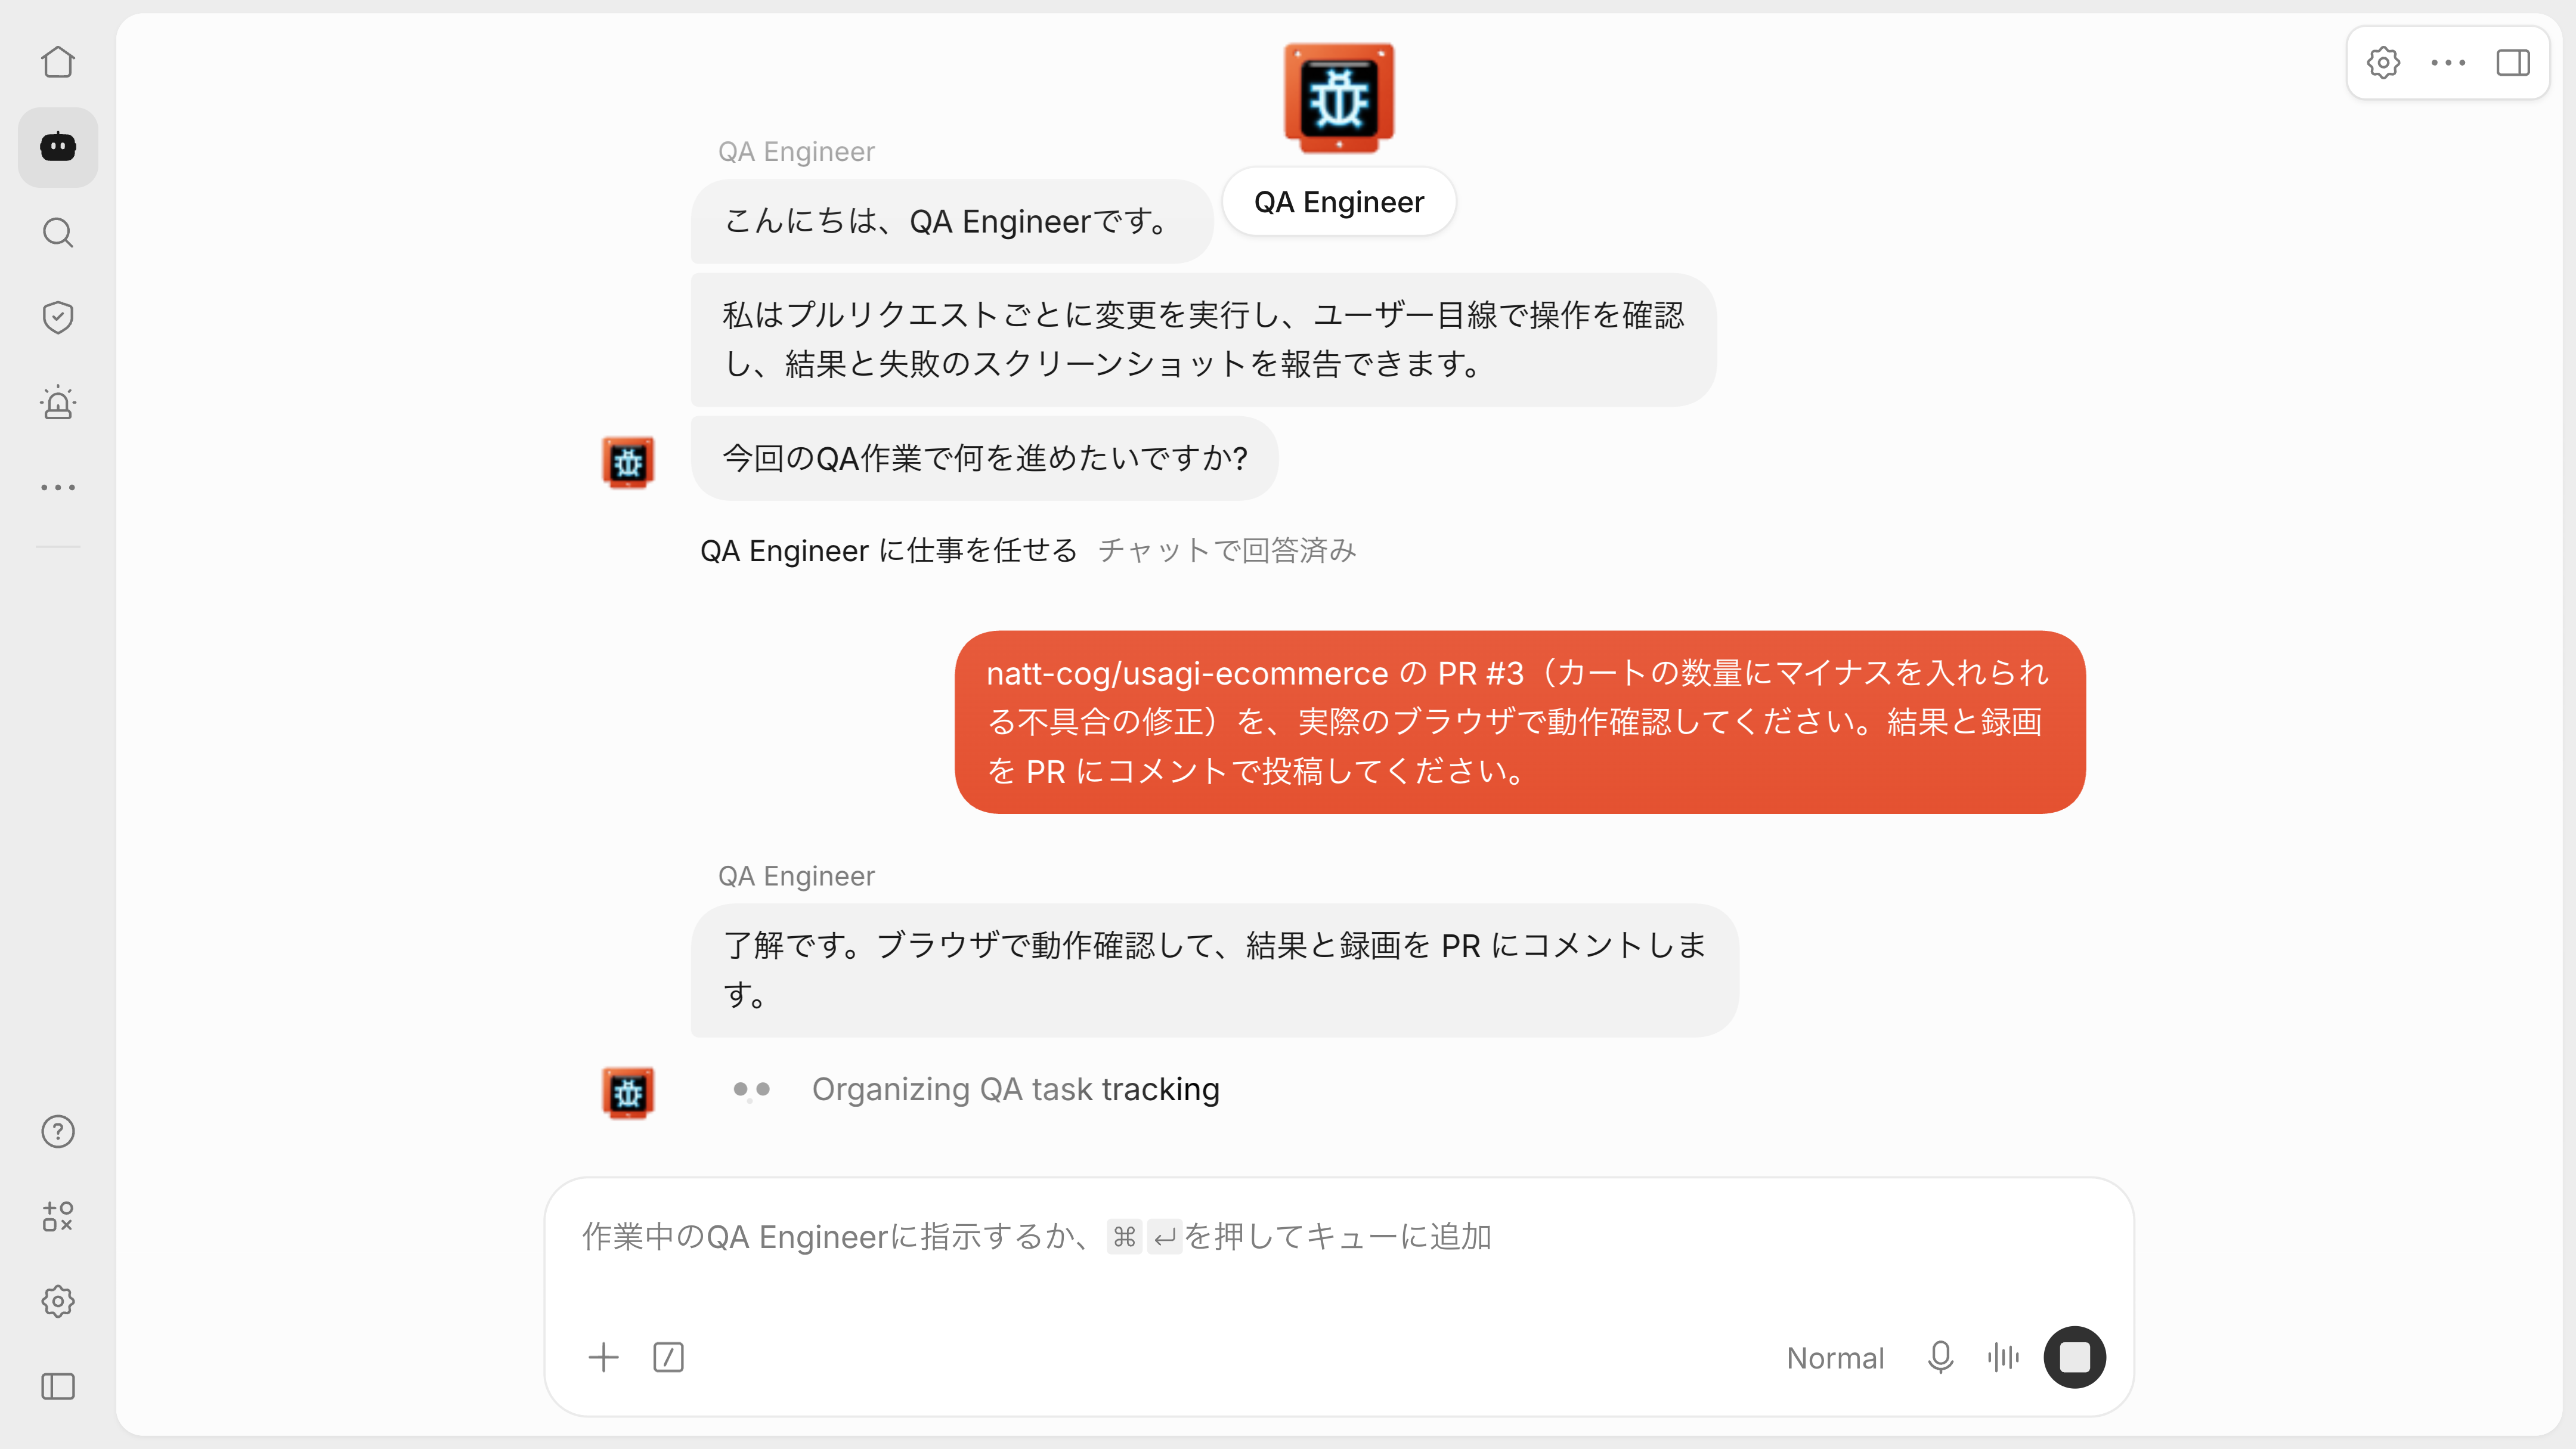 QA Engineer
こんにちは、QA Engineerです。
QA Engineer
私はプルリクエストごとに変更を実行し、ユーザー目線で操作を確認
し、結果と失敗のスクリーンショットを報告できます。
今回のQA作業で何を進めたいですか?
QA Engineer に仕事を任せる チャットで回答済み
natt-cog/usagi-ecommerce の PR #3（カートの数量にマイナスを入れられ
る不具合の修正）を、実際のブラウザで動作確認してください。結果と録画
を PR にコメントで投稿してください。
QA Engineer
了解です。ブラウザで動作確認して、結果と録画を PR にコメントしま
す。
Organizing QA task tracking
作業中のQA Engineerに指示するか、⌘ ↵を押してキューに追加
Normal